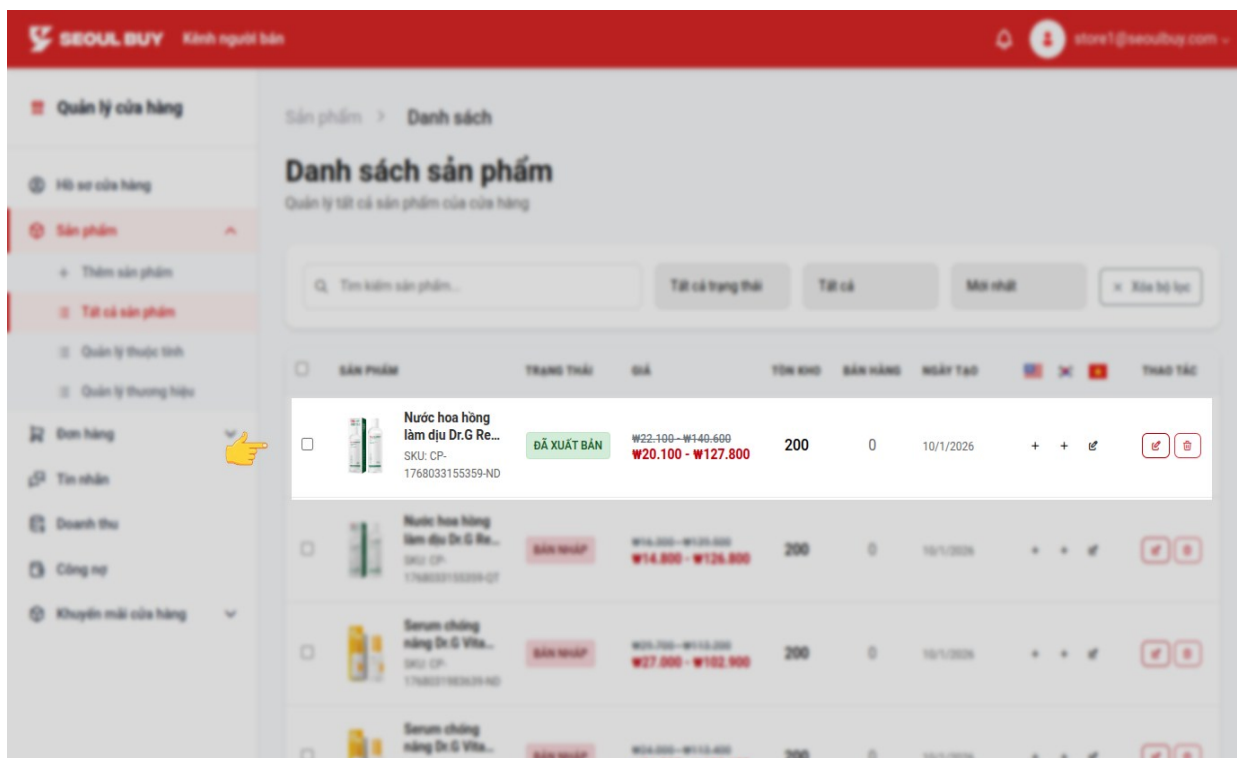 SEOUL BUY Kênh người bán
store1@seoulbuy.com
Quản lý cửa hàng
Hồ sơ cửa hàng
Sản phẩm
+ Thêm sản phẩm
Tất cả sản phẩm
Quản lý thuộc tính
Quản lý thương hiệu
Đơn hàng
Tin nhắn
Doanh thu
Công nợ
Khuyến mãi cửa hàng
Sản phẩm > Danh sách
Danh sách sản phẩm
Quản lý tất cả sản phẩm của cửa hàng
Tìm kiếm sản phẩm...
Tất cả trạng thái
Tất cả
Mới nhất
× Xóa bộ lọc
SẢN PHẨM TRẠNG THÁI GIÁ TỒN KHO BÁN HÀNG NGÀY TẠO THAO TÁC
Nước hoa hồng
làm dịu Dr.G Re...
SKU: CP-
1768033155359-ND
ĐÃ XUẤT BẢN
₩22.100 - ₩140.600
₩20.100 - ₩127.800
200
0
10/1/2026
+ +
Nước hoa hồng
làm dịu Dr.G Re...
SKU: CP-
BẢN NHÁP
₩14.800 - ₩126.800
200
0
10/1/2026
+ +
Serum chống
nắng Dr.G Vita...
SKU: CP-
BẢN NHÁP
₩27.000 - ₩102.900
200
0
10/1/2026
+ +
Serum chống
nắng Dr.G Vita...
BẢN NHÁP
200